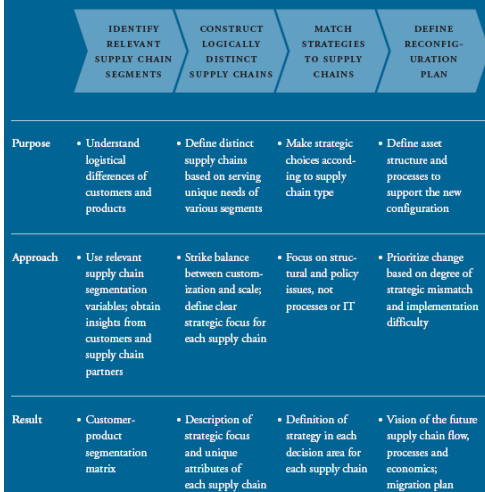 IDENTIFY
RELEVANT
SUPPLY CHAIN
SEGMENTS
CONSTRUCT
LOGICALLY
DISTINCT
SUPPLY CHAINS
MATCH
STRATEGIES
TO SUPPLY
CHAINS
DEFINE
RECONFIG-
URATION
PLAN
Purpose
• Understand
logistical
differences of
customers and
products
• Define distinct
supply chains
based on serving
unique needs of
various segments
• Make strategic
choices accord-
ing to supply
chain type
• Define asset
structure and
processes to
support the new
configuration
Approach
• Use relevant
supply chain
segmentation
variables; obtain
insights from
customers and
supply chain
partners
• Strike balance
between custom-
ization and scale;
define clear
strategic focus for
each supply chain
• Focus on struc-
tural and policy
issues, not
processes or IT
• Prioritize change
based on degree of
strategic mismatch
and implementation
difficulty
Result
• Customer-
product
segmentation
matrix
• Description of
strategic focus
and unique
attributes of
each supply chain
• Definition of
strategy in each
decision area for
each supply chain
• Vision of the future
supply chain flow,
processes and
economics;
migration plan